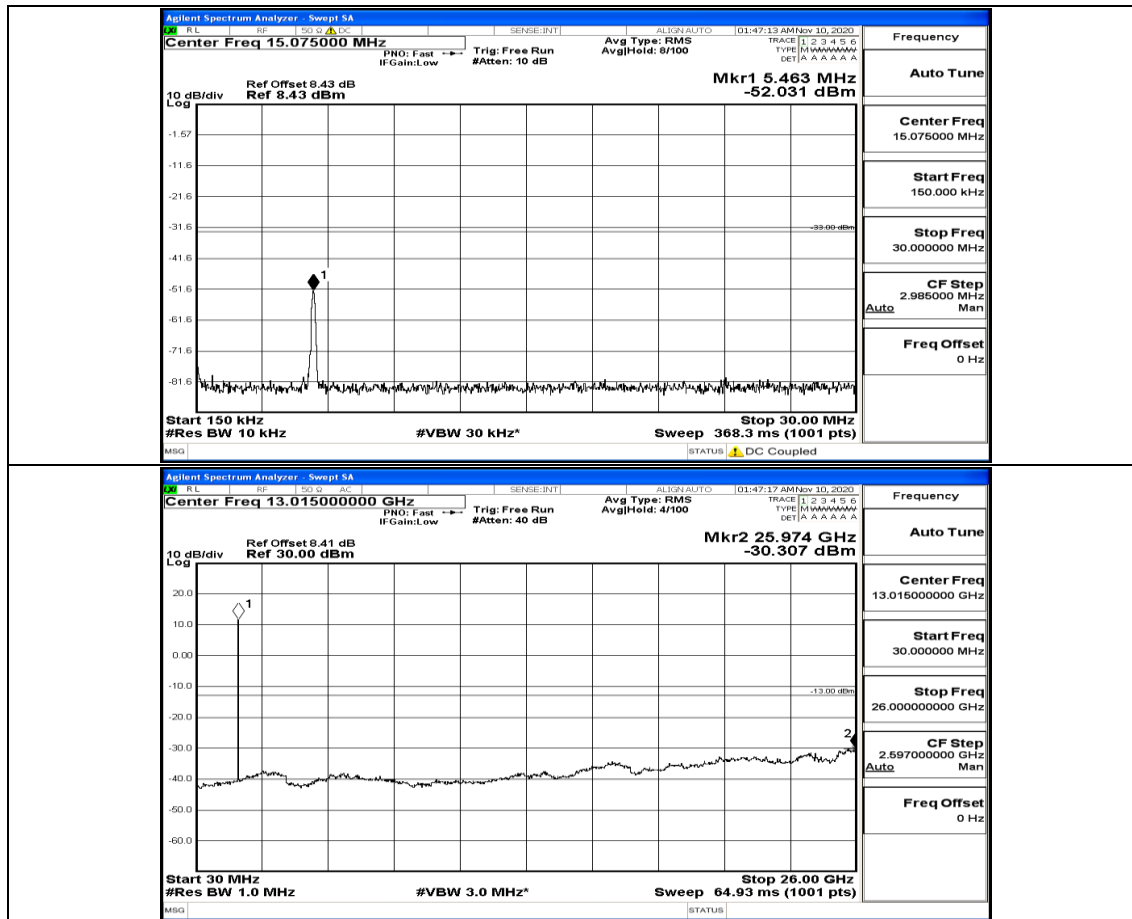 Agilent Spectrum Analyzer - Swept SA
RL RF 50 Ω DC SENSE:INT ALIGN AUTO 01:47:13 AM Nov 10, 2020
Center Freq 15.075000 MHz
PNO: Fast Trig: Free Run
IFGain:Low #Atten: 10 dB
Avg Type: RMS
Avg|Hold: 8/100
TRACE 1 2 3 4 5 6
TYPE M W W W W W
DET A A A A A A
Frequency
Auto Tune
Ref Offset 8.43 dB
10 dB/div Ref 8.43 dBm
Log
Mkr1 5.463 MHz
-52.031 dBm
-1.57
-11.6
-21.6
-31.6
-33.00 dBm
-41.6
1
-51.6
-61.6
-71.6
-81.6
Center Freq
15.075000 MHz
Start Freq
150.000 kHz
Stop Freq
30.000000 MHz
CF Step
2.985000 MHz
Auto Man
Freq Offset
0 Hz
Start 150 kHz Stop 30.00 MHz
#Res BW 10 kHz #VBW 30 kHz* Sweep 368.3 ms (1001 pts)
MSG STATUS DC Coupled
Agilent Spectrum Analyzer - Swept SA
RL RF 50 Ω AC SENSE:INT ALIGN AUTO 01:47:17 AM Nov 10, 2020
Center Freq 13.015000000 GHz
PNO: Fast Trig: Free Run
IFGain:Low #Atten: 40 dB
Avg Type: RMS
Avg|Hold: 4/100
TRACE 1 2 3 4 5 6
TYPE M W W W W W
DET A A A A A A
Frequency
Auto Tune
Ref Offset 8.41 dB
10 dB/div Ref 30.00 dBm
Log
Mkr2 25.974 GHz
-30.307 dBm
20.0
1
10.0
0.00
-10.0
-13.00 dBm
-20.0
2
-30.0
-40.0
-50.0
-60.0
Center Freq
13.015000000 GHz
Start Freq
30.000000 MHz
Stop Freq
26.000000000 GHz
CF Step
2.597000000 GHz
Auto Man
Freq Offset
0 Hz
Start 30 MHz Stop 26.00 GHz
#Res BW 1.0 MHz #VBW 3.0 MHz* Sweep 64.93 ms (1001 pts)
MSG STATUS